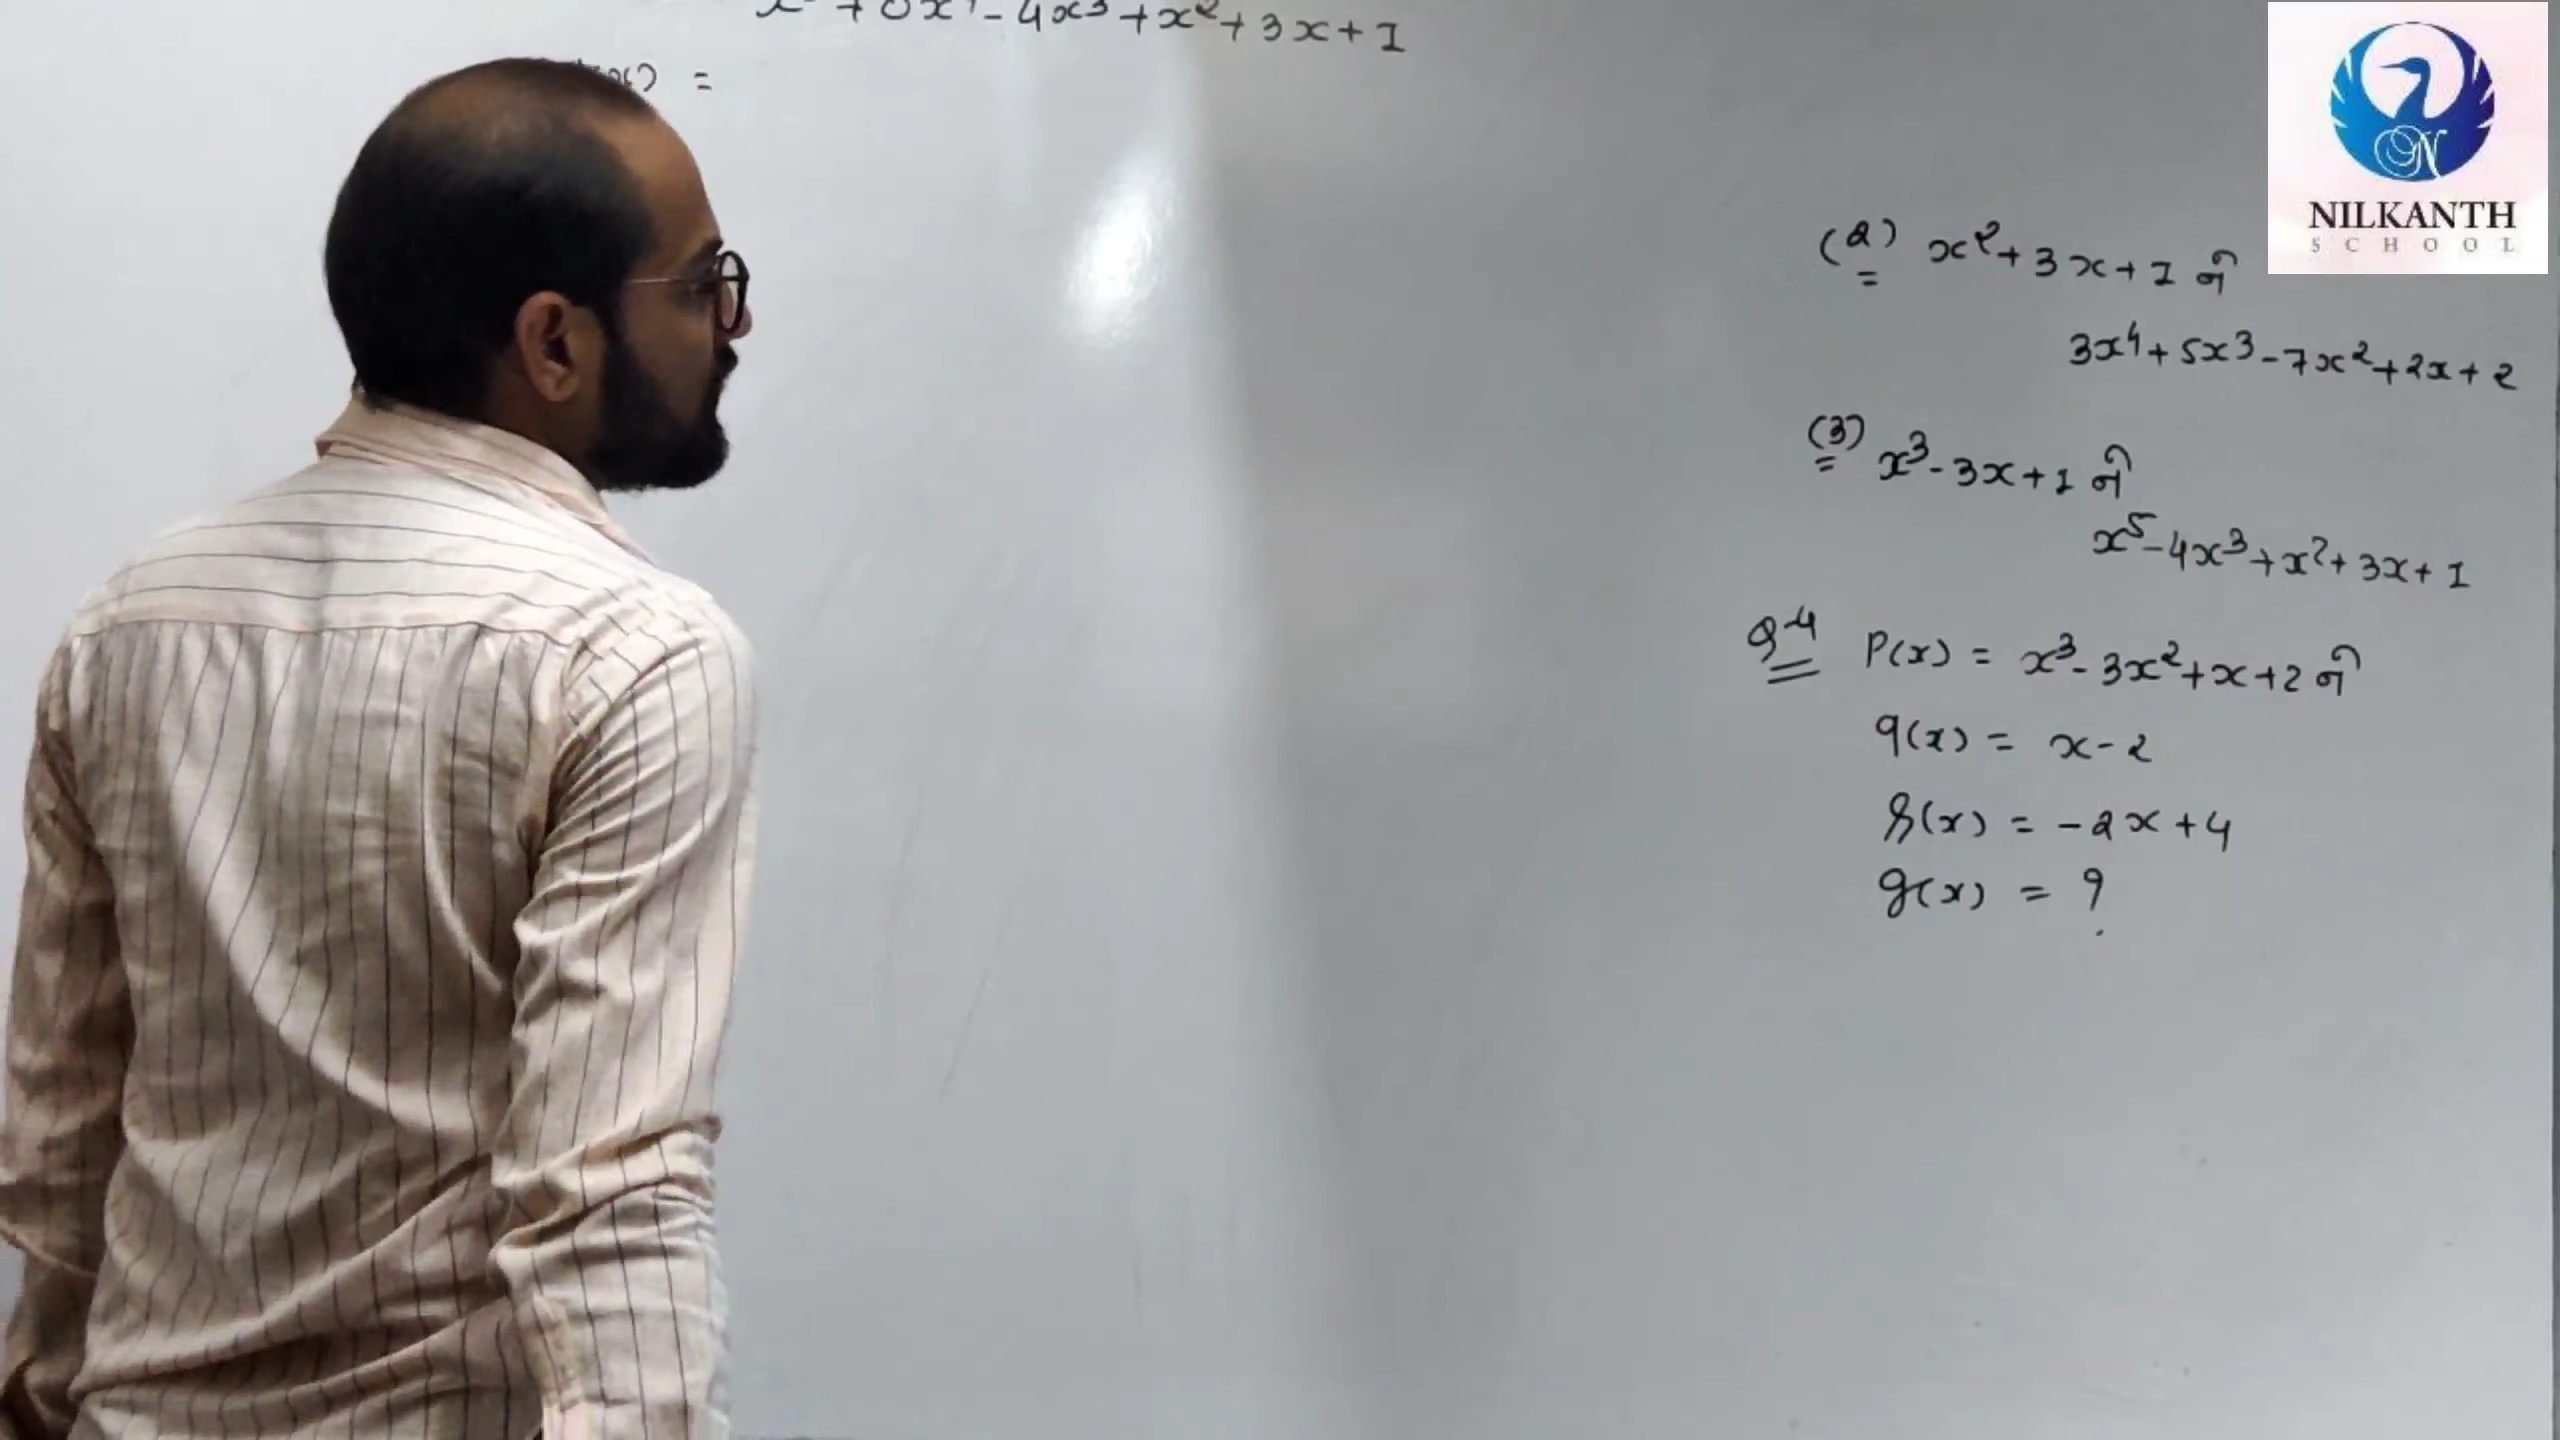 + 0x⁴ - 4x³ + x² + 3x + 1
=
NILKANTH
SCHOOL
(2) x² + 3x + 1 ને
3x⁴ + 5x³ - 7x² + 2x + 2
(3) x³ - 3x + 1 ને
x⁵ - 4x³ + x² + 3x + 1
Q-4 P(x) = x³ - 3x² + x + 2 ને
q(x) = x - 2
r(x) = -2x + 4
g(x) = ?